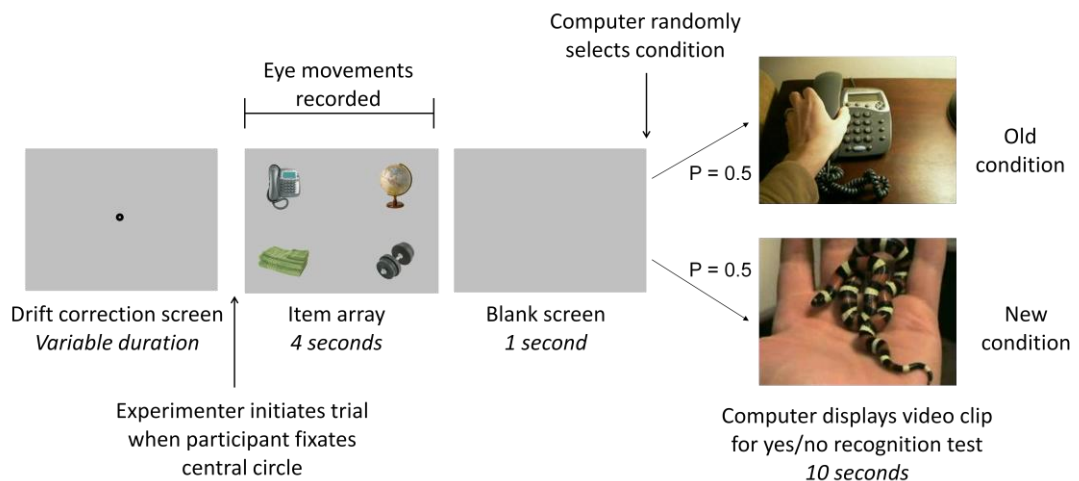 Computer randomly
selects condition
Eye movements
recorded
P = 0.5
Old
condition
P = 0.5
New
condition
Drift correction screen
Variable duration
Item array
4 seconds
Blank screen
1 second
Experimenter initiates trial
when participant fixates
central circle
Computer displays video clip
for yes/no recognition test
10 seconds